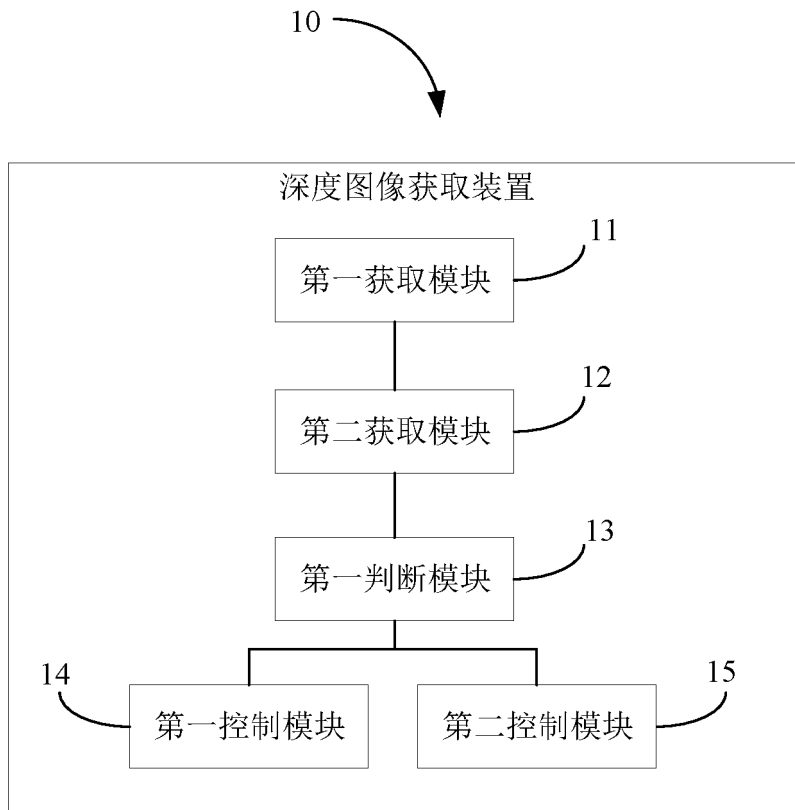 10
深度图像获取装置
11
第一获取模块
12
第二获取模块
13
第一判断模块
14
15
第一控制模块
第二控制模块